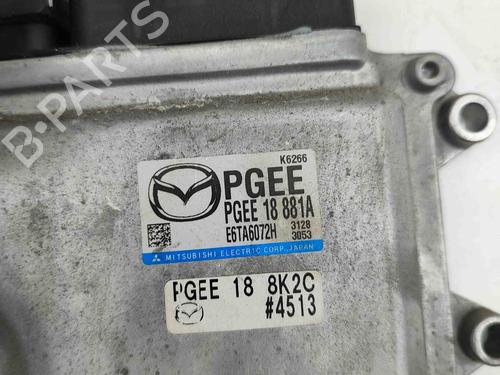 B-PARTS
K6266
PGEE
PGEE 18 881A
E6TA6072H 3128
3053
MITSUBISHI ELECTRIC CORP. JAPAN
PGEE 18 8K2C
#4513